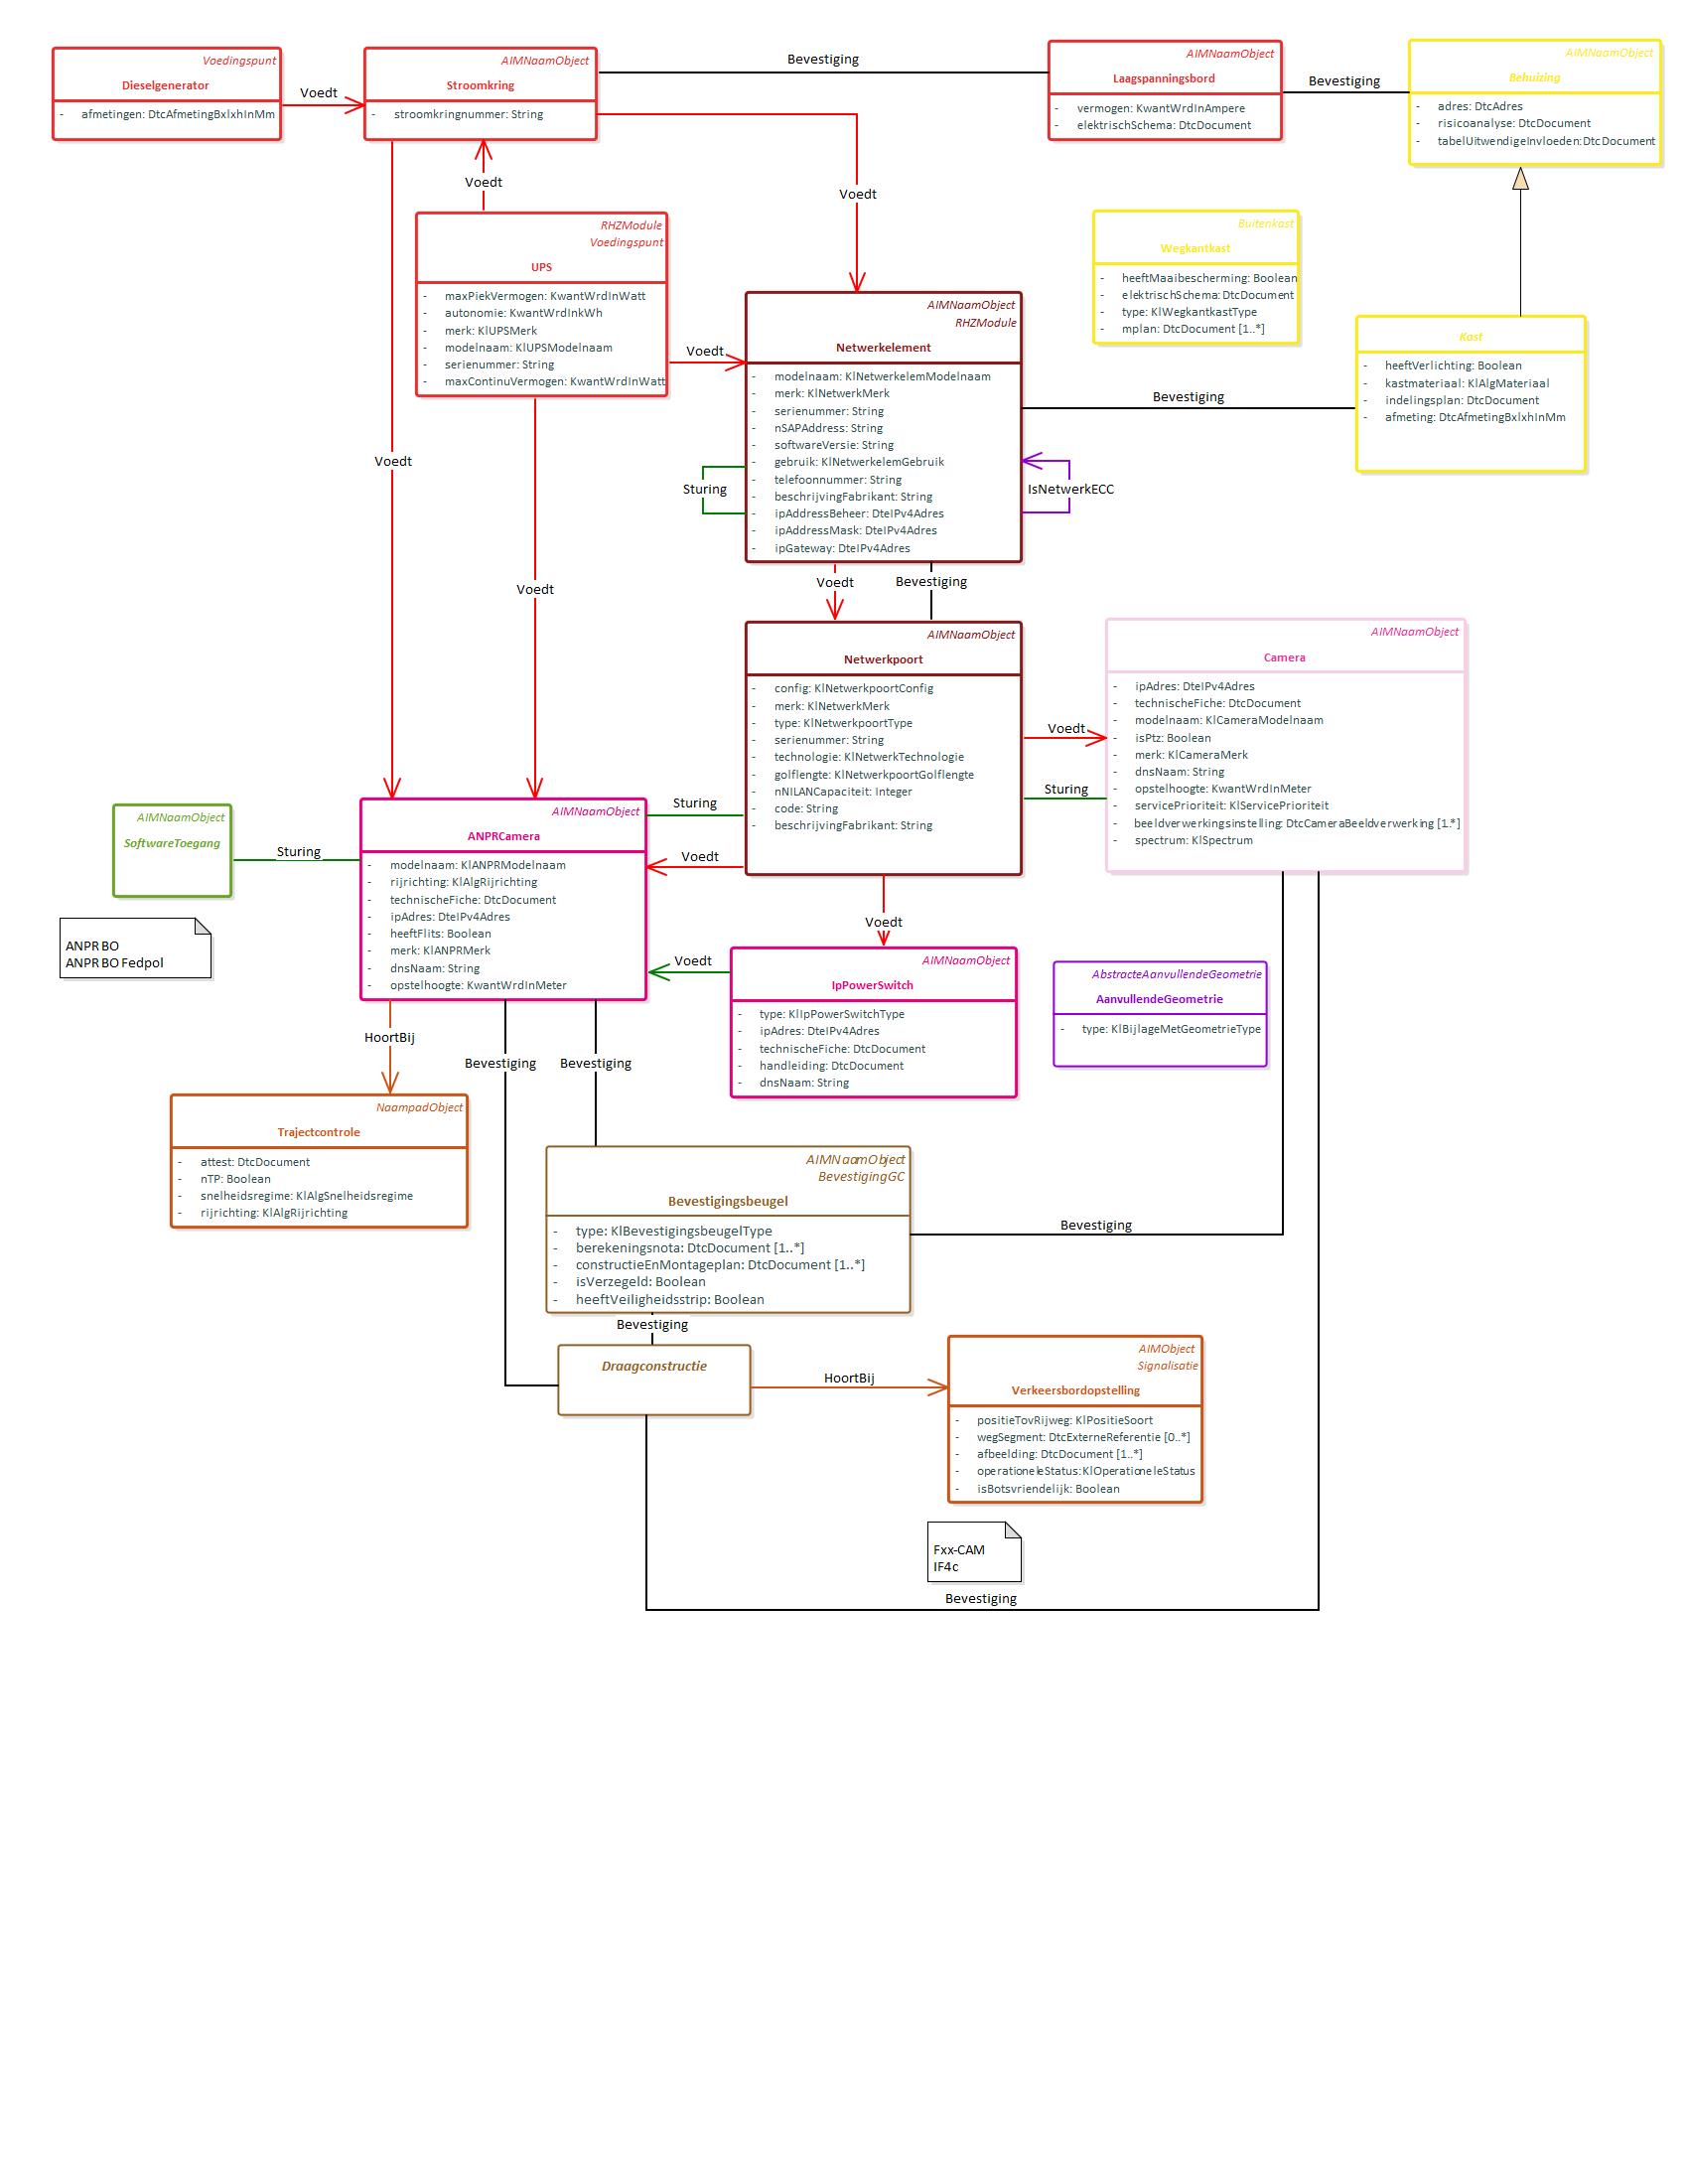 Voedingspunt
Dieselgenerator
- afmetingen: DtcAfmetingBxlxhInMm
Voedt
AIMNaamObject
Stroomkring
- stroomkringnummer: String
Bevestiging
AIMNaamObject
Laagspanningsbord
- vermogen: KwantWrdInAmpere
- elektrischSchema: DtcDocument
Bevestiging
AIMNaamObject
Behuizing
- adres: DtcAdres
- risicoanalyse: DtcDocument
- tabelUitwendigeInvloeden: DtcDocument
Voedt
Voedt
RHZModule
Voedingspunt
UPS
- maxPiekVermogen: KwantWrdInWatt
- autonomie: KwantWrdInkWh
- merk: KlUPSMerk
- modelnaam: KlUPSModelnaam
- serienummer: String
- maxContinuVermogen: KwantWrdInWatt
Buitenkast
Wegkantkast
- heeftMaaibescherming: Boolean
- elektrischSchema: DtcDocument
- type: KlWegkantkastType
- mplan: DtcDocument [1..*]
Voedt
AIMNaamObject
RHZModule
Netwerkelement
- modelnaam: KlNetwerkelemModelnaam
- merk: KlNetwerkMerk
- serienummer: String
- nSAPAddress: String
- softwareVersie: String
- gebruik: KlNetwerkelemGebruik
- telefoonnummer: String
- beschrijvingFabrikant: String
- ipAddressBeheer: DteIPv4Adres
- ipAddressMask: DteIPv4Adres
- ipGateway: DteIPv4Adres
Kast
- heeftVerlichting: Boolean
- kastmateriaal: KlAlgMateriaal
- indelingsplan: DtcDocument
- afmeting: DtcAfmetingBxlxhInMm
Bevestiging
Voedt
Sturing
IsNetwerkECC
Voedt
Voedt
Bevestiging
AIMNaamObject
Netwerkpoort
- config: KlNetwerkpoortConfig
- merk: KlNetwerkMerk
- type: KlNetwerkpoortType
- serienummer: String
- technologie: KlNetwerkTechnologie
- golflengte: KlNetwerkpoortGolflengte
- nNILANCapaciteit: Integer
- code: String
- beschrijvingFabrikant: String
Voedt
Sturing
AIMNaamObject
Camera
- ipAdres: DteIPv4Adres
- technischeFiche: DtcDocument
- modelnaam: KlCameraModelnaam
- isPtz: Boolean
- merk: KlCameraMerk
- dnsNaam: String
- opstelhoogte: KwantWrdInMeter
- servicePrioriteit: KlServicePrioriteit
- beeldverwerkingsinstelling: DtcCameraBeeldverwerking [1.*]
- spectrum: KlSpectrum
AIMNaamObject
SoftwareToegang
Sturing
AIMNaamObject
ANPRCamera
- modelnaam: KlANPRModelnaam
- rijrichting: KlAlgRijrichting
- technischeFiche: DtcDocument
- ipAdres: DteIPv4Adres
- heeftFlits: Boolean
- merk: KlANPRMerk
- dnsNaam: String
- opstelhoogte: KwantWrdInMeter
Sturing
Voedt
Voedt
ANPR BO
ANPR BO Fedpol
Voedt
AIMNaamObject
IpPowerSwitch
- type: KlIpPowerSwitchType
- ipAdres: DteIPv4Adres
- technischeFiche: DtcDocument
- handleiding: DtcDocument
- dnsNaam: String
AbstracteAanvullendeGeometrie
AanvullendeGeometrie
- type: KlBijlageMetGeometrieType
HoortBij
Bevestiging
Bevestiging
NaampadObject
Trajectcontrole
- attest: DtcDocument
- nTP: Boolean
- snelheidsregime: KlAlgSnelheidsregime
- rijrichting: KlAlgRijrichting
AIMNaamObject
BevestigingGC
Bevestigingsbeugel
- type: KlBevestigingsbeugelType
- berekeningsnota: DtcDocument [1..*]
- constructieEnMontageplan: DtcDocument [1..*]
- isVerzegeld: Boolean
- heeftVeiligheidsstrip: Boolean
Bevestiging
Bevestiging
Draagconstructie
HoortBij
AIMObject
Signalisatie
Verkeersbordopstelling
- positieTovRijweg: KlPositieSoort
- wegSegment: DtcExterneReferentie [0..*]
- afbeelding: DtcDocument [1..*]
- operationeleStatus: KlOperationeleStatus
- isBotsvriendelijk: Boolean
Fxx-CAM
IF4c
Bevestiging